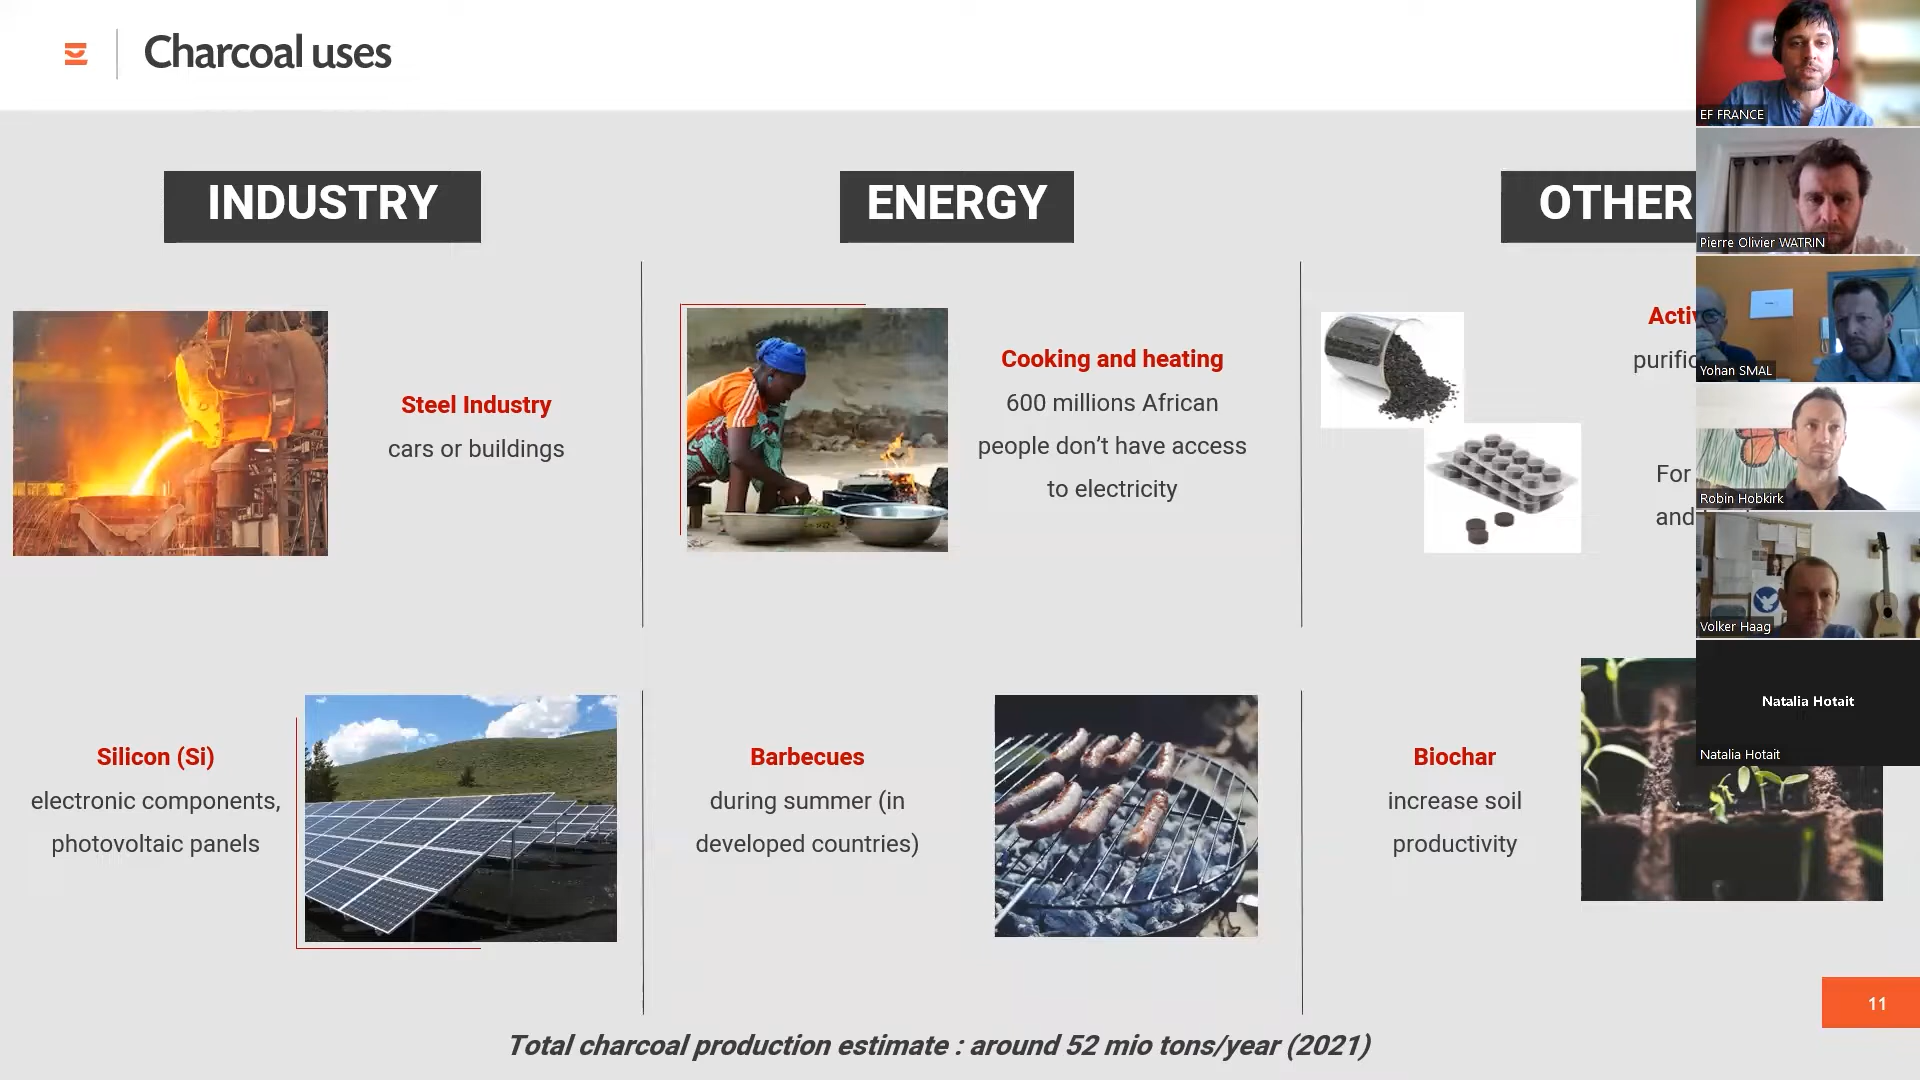 Charcoal uses
INDUSTRY
ENERGY
OTHER
Steel Industry
cars or buildings
Cooking and heating
600 millions African
people don't have access
to electricity
For
and
Silicon (Si)
electronic components,
photovoltaic panels
Barbecues
during summer (in
developed countries)
Biochar
increase soil
productivity
Total charcoal production estimate : around 52 mio tons/year (2021)
11
EF FRANCE
Pierre Olivier WATRIN
Yohan SMAL
Robin Hobkirk
Volker Haag
Natalia Hotait
Natalia Hotait